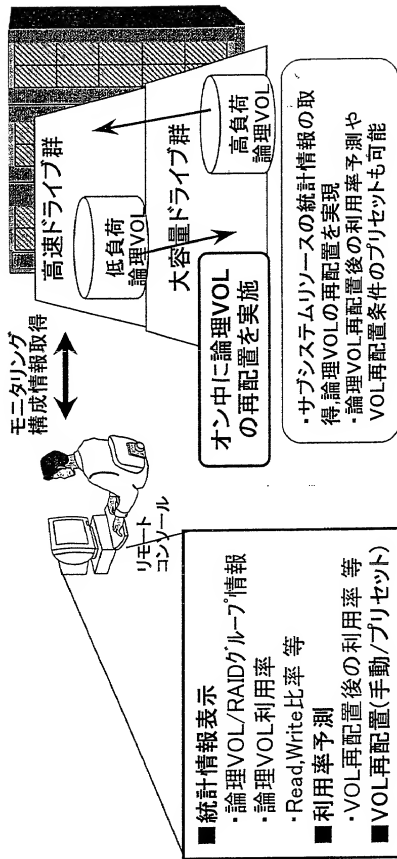 モニタリング
構成情報取得
リモート
コンソール
高速ドライブ群
低負荷
論理VOL
大容量ドライブ群
高負荷
論理VOL
オン中に論理VOL
の再配置を実施
■統計情報表示
・論理VOL/RAIDグループ情報
・論理VOL利用率
・Read,Write比率 等
■利用率予測
・VOL再配置後の利用率 等
■VOL再配置(手動/プリセット)
・サブシステムリソースの統計情報の取
得,論理VOLの再配置を実現
・論理VOL再配置後の利用率予測や
VOL再配置条件のプリセットも可能